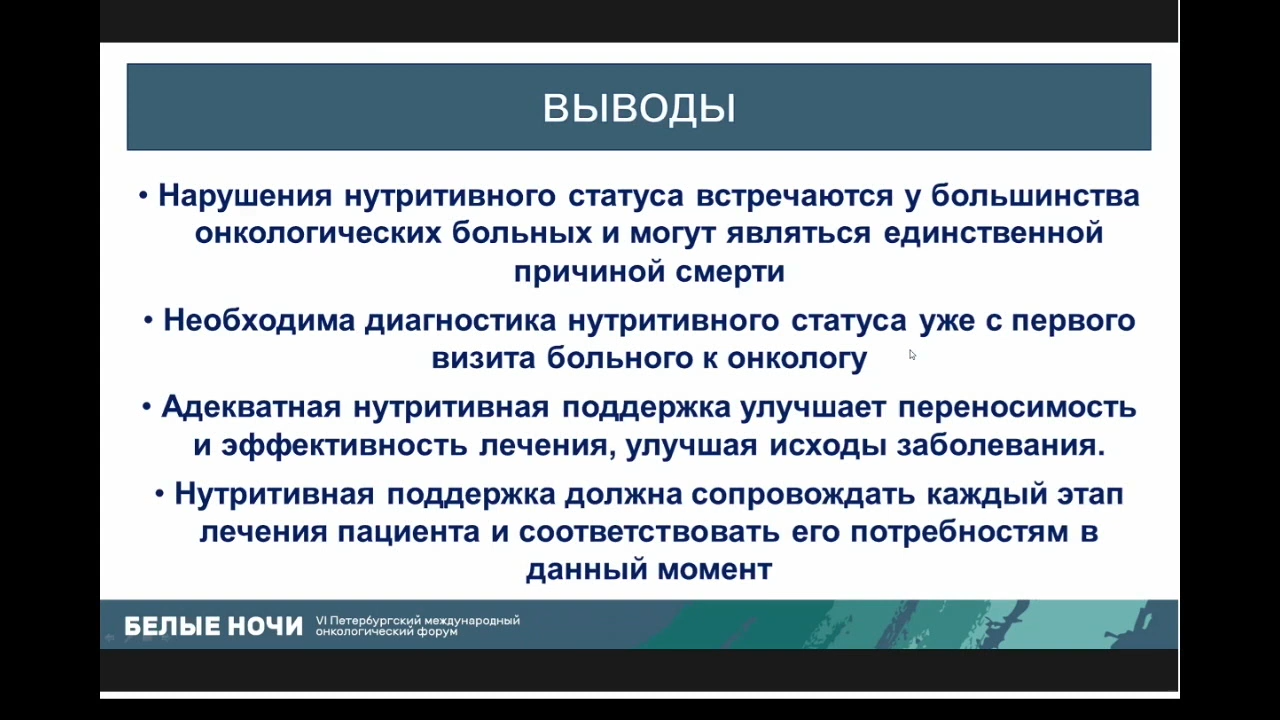 ВЫВОДЫ
• Нарушения нутритивного статуса встречаются у большинства
онкологических больных и могут являться единственной
причиной смерти
• Необходима диагностика нутритивного статуса уже с первого
визита больного к онкологу
• Адекватная нутритивная поддержка улучшает переносимость
и эффективность лечения, улучшая исходы заболевания.
• Нутритивная поддержка должна сопровождать каждый этап
лечения пациента и соответствовать его потребностям в
данный момент
БЕЛЫЕ НОЧИ
VI Петербургский международный
онкологический форум